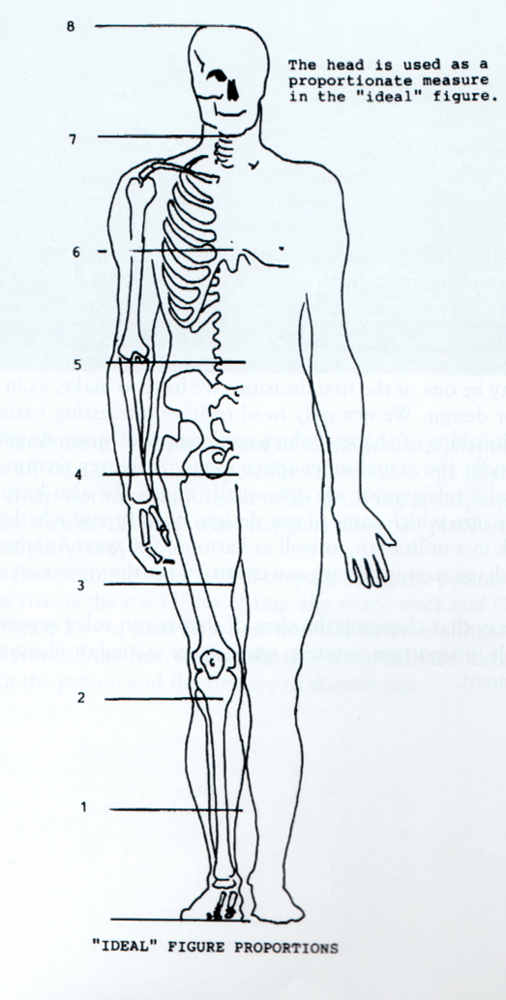 8
The head is used as a
proportionate measure
in the "ideal" figure.
7
6
5
4
3
2
1
"IDEAL" FIGURE PROPORTIONS